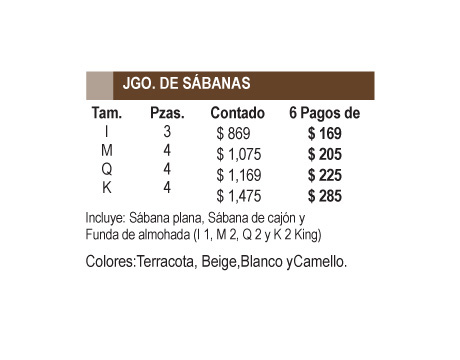 JGO. DE SÁBANAS
Tam. Pzas. Contado 6 Pagos de
I 3 $ 869 $ 169
M 4 $ 1,075 $ 205
Q 4 $ 1,169 $ 225
K 4 $ 1,475 $ 285
Incluye: Sábana plana, Sábana de cajón y
Funda de almohada (I 1, M 2, Q 2 y K 2 King)
Colores:Terracota, Beige,Blanco yCamello.